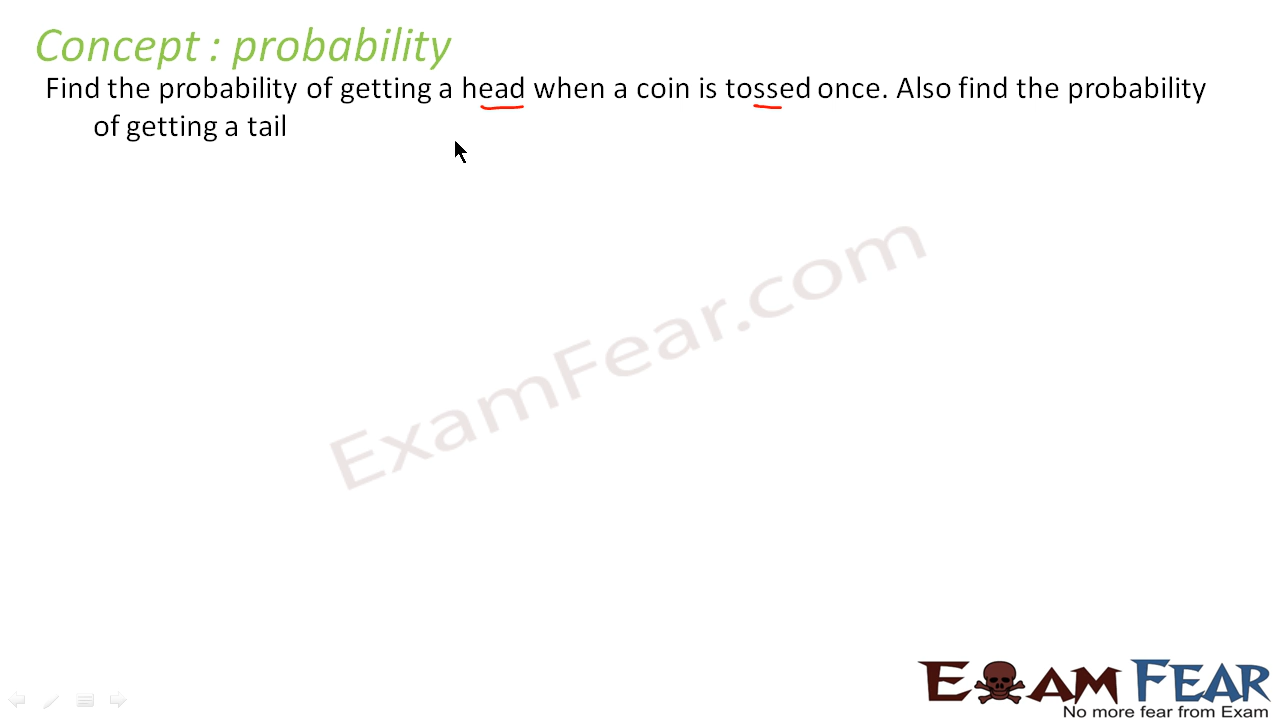 Concept : probability
Find the probability of getting a head when a coin is tossed once. Also find the probability
of getting a tail
ExamFear.com
EXAM FEAR
No more fear from Exam